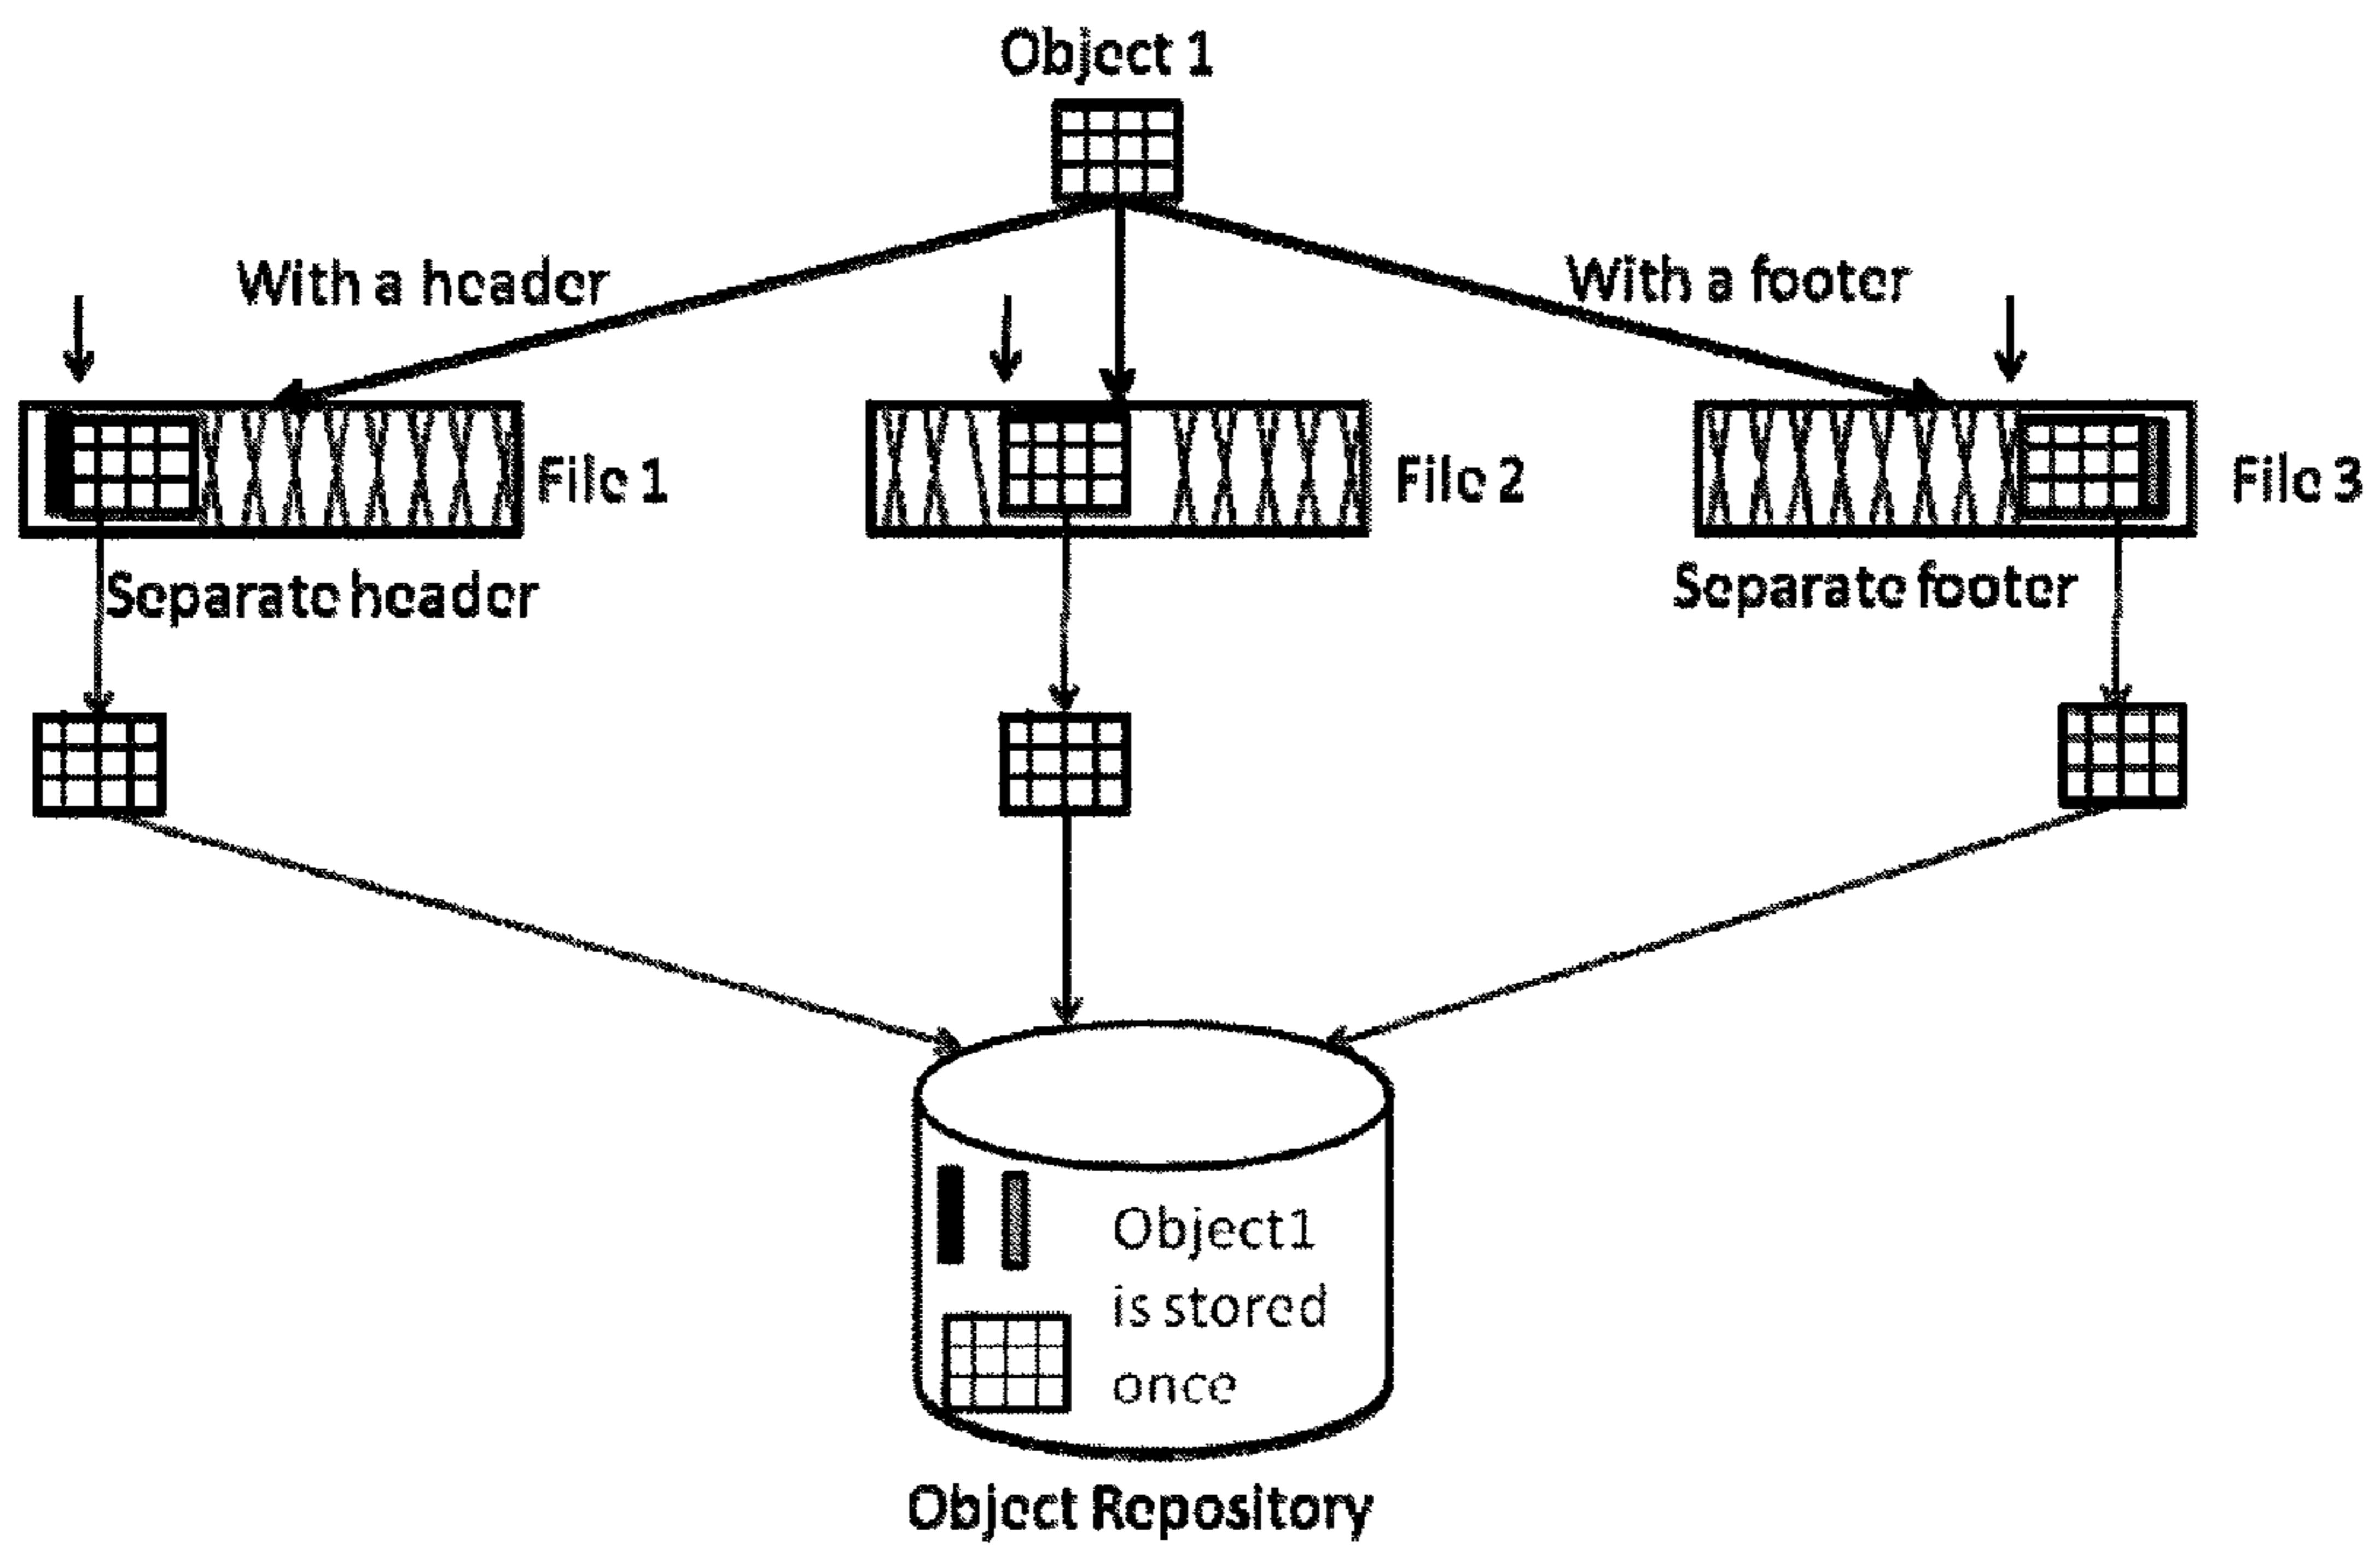 Object 1
With a header
With a footer
File 1
File 2
File 3
Separate header
Separate footer
Object1
is stored
once
Object Repository